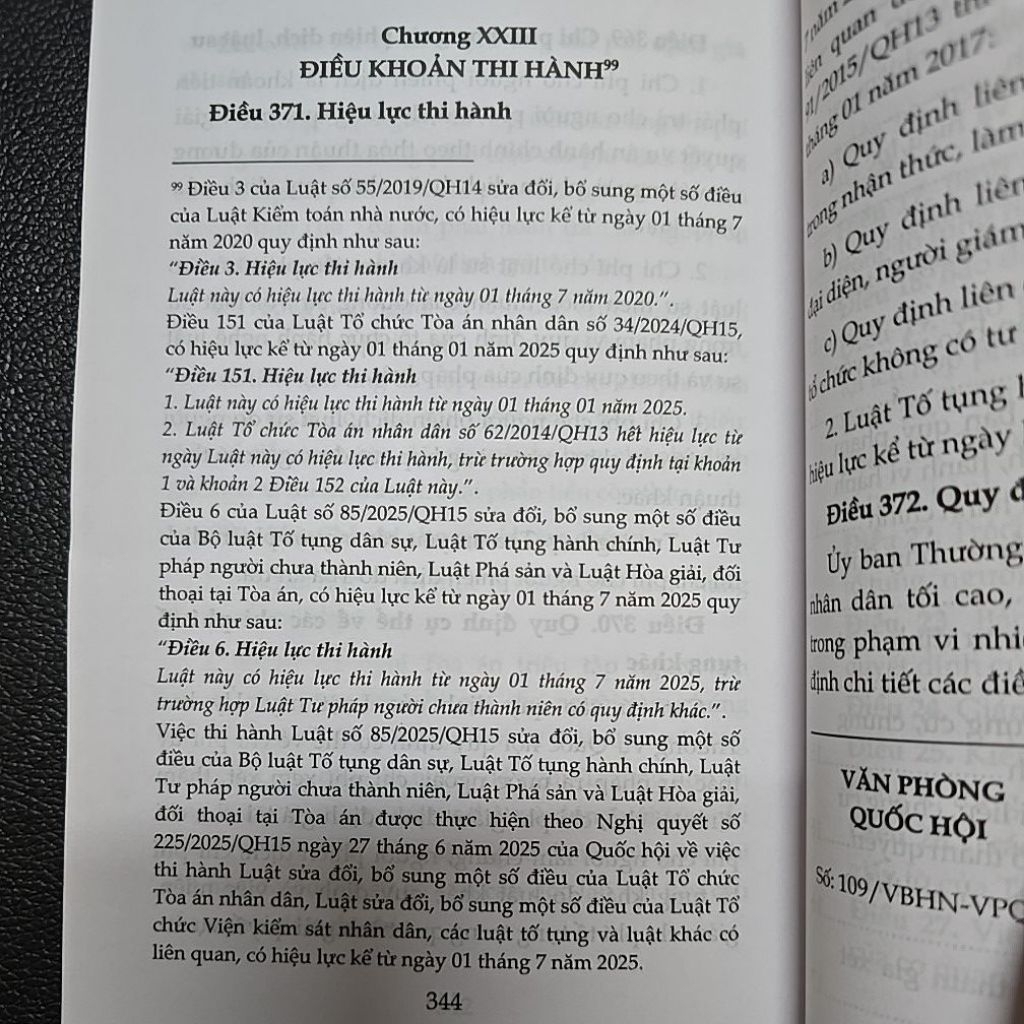 Chương XXIII
ĐIỀU KHOẢN THI HÀNH⁹⁹
Điều 371. Hiệu lực thi hành
⁹⁹ Điều 3 của Luật số 55/2019/QH14 sửa đổi, bổ sung một số điều
của Luật Kiểm toán nhà nước, có hiệu lực kể từ ngày 01 tháng 7
năm 2020 quy định như sau:
“Điều 3. Hiệu lực thi hành
Luật này có hiệu lực thi hành từ ngày 01 tháng 7 năm 2020.”.
Điều 151 của Luật Tổ chức Tòa án nhân dân số 34/2024/QH15,
có hiệu lực kể từ ngày 01 tháng 01 năm 2025 quy định như sau:
“Điều 151. Hiệu lực thi hành
1. Luật này có hiệu lực thi hành từ ngày 01 tháng 01 năm 2025.
2. Luật Tổ chức Tòa án nhân dân số 62/2014/QH13 hết hiệu lực từ
ngày Luật này có hiệu lực thi hành, trừ trường hợp quy định tại khoản
1 và khoản 2 Điều 152 của Luật này.”.
Điều 6 của Luật số 85/2025/QH15 sửa đổi, bổ sung một số điều
của Bộ luật Tố tụng dân sự, Luật Tố tụng hành chính, Luật Tư
pháp người chưa thành niên, Luật Phá sản và Luật Hòa giải, đối
thoại tại Tòa án, có hiệu lực kể từ ngày 01 tháng 7 năm 2025 quy
định như sau:
“Điều 6. Hiệu lực thi hành
Luật này có hiệu lực thi hành từ ngày 01 tháng 7 năm 2025, trừ
trường hợp Luật Tư pháp người chưa thành niên có quy định khác.”.
Việc thi hành Luật số 85/2025/QH15 sửa đổi, bổ sung một số
điều của Bộ luật Tố tụng dân sự, Luật Tố tụng hành chính, Luật
Tư pháp người chưa thành niên, Luật Phá sản và Luật Hòa giải,
đối thoại tại Tòa án được thực hiện theo Nghị quyết số
225/2025/QH15 ngày 27 tháng 6 năm 2025 của Quốc hội về việc
thi hành Luật sửa đổi, bổ sung một số điều của Luật Tổ chức
Tòa án nhân dân, Luật sửa đổi, bổ sung một số điều của Luật Tổ
chức Viện kiểm sát nhân dân, các luật tố tụng và luật khác có
liên quan, có hiệu lực kể từ ngày 01 tháng 7 năm 2025.
344
quan
/2015/QH13
tháng 01 năm 2017:
a) Quy định liên
trong nhận thức, làm
b) Quy định liên
đại diện, người giám
c) Quy định liên
tổ chức không có tư
2. Luật Tố tụng
hiệu lực kể từ ngày
Điều 372. Quy
Ủy ban Thường
nhân dân tối cao,
trong phạm vi
định chi tiết các
VĂN PHÒNG
QUỐC HỘI
Số: 109/VBHN-VPQ